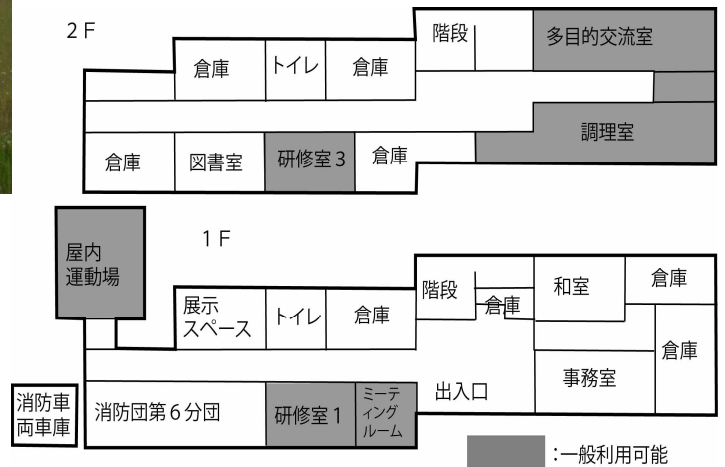 2F
階段
多目的交流室
倉庫
トイレ
倉庫
調理室
倉庫
図書室
研修室3
倉庫
1F
屋内
運動場
展示
スペース
トイレ
倉庫
階段
倉庫
和室
倉庫
倉庫
出入口
事務室
消防車
両車庫
消防団第6分団
研修室1
ミーテ
ィング
ルーム
:一般利用可能